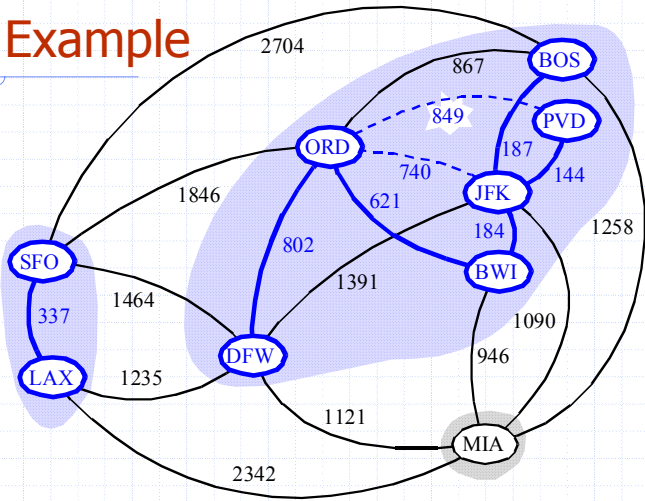 Example
2704
BOS
867
849
PVD
ORD
187
740
144
1846
JFK
621
184
1258
SFO
802
1391
BWI
1464
337
1090
946
DFW
LAX
1235
1121
MIA
2342